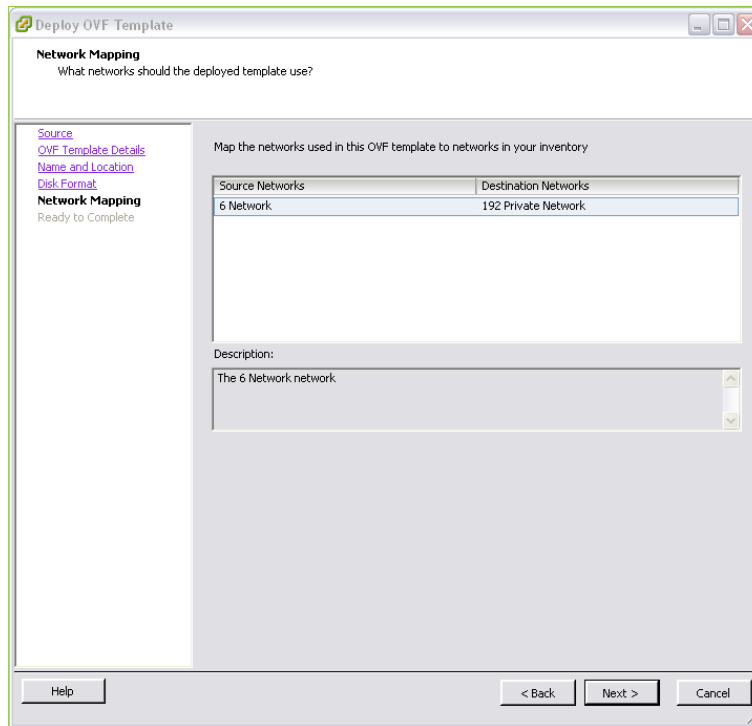 Deploy OVF Template
Network Mapping
What networks should the deployed template use?
Source
OVF Template Details
Name and Location
Disk Format
Network Mapping
Ready to Complete
Map the networks used in this OVF template to networks in your inventory
Source Networks Destination Networks
6 Network 192 Private Network
Description:
The 6 Network network
Help < Back Next > Cancel